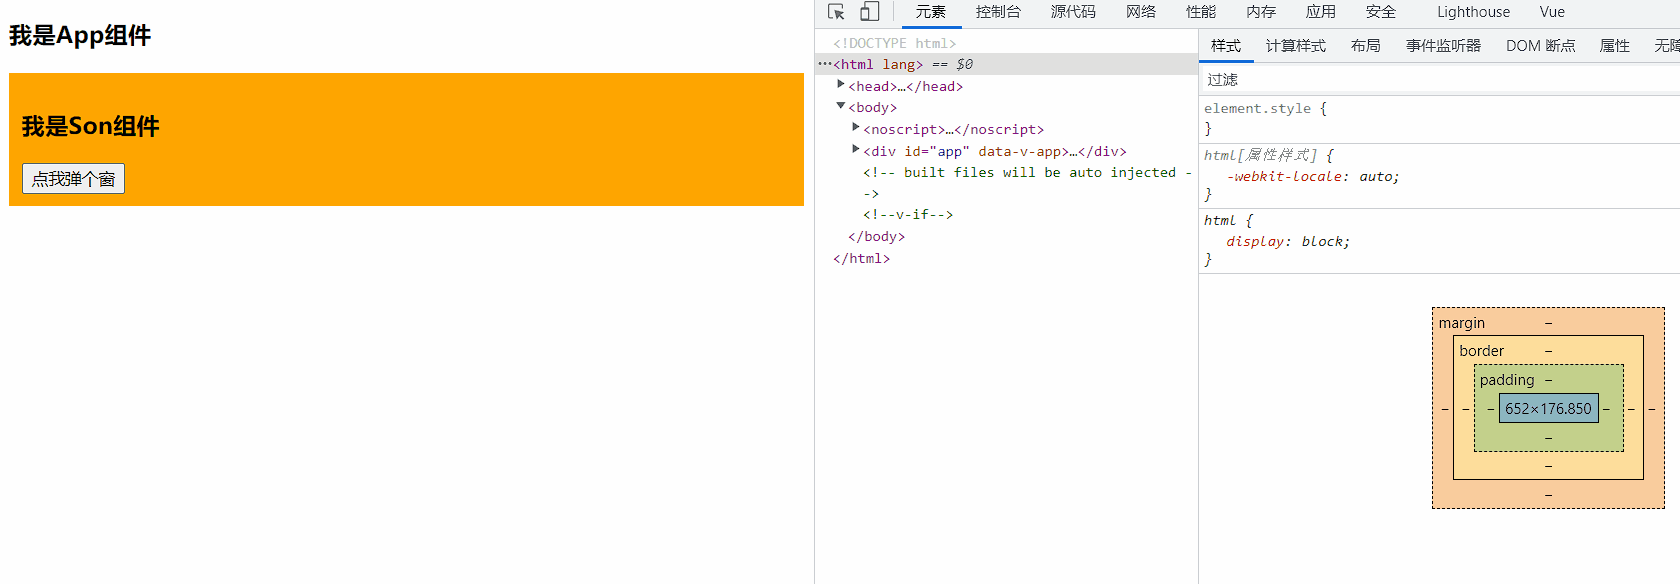 我是App组件
我是Son组件
点我弹个窗
元素 控制台 源代码 网络 性能 内存 应用 安全 Lighthouse Vue
<!DOCTYPE html>
···<html lang> == $0
<head>…</head>
<body>
<noscript>…</noscript>
<div id="app" data-v-app>…</div>
<!-- built files will be auto injected -
->
<!--v-if-->
</body>
</html>
样式 计算样式 布局 事件监听器 DOM 断点 属性
过滤
element.style {
}
html[属性样式] {
-webkit-locale: auto;
}
html {
display: block;
}
margin –
border –
padding –
– – – 652×176.850 – – –
–
–
–